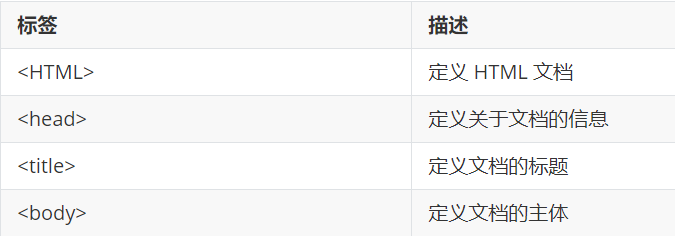 标签 描述
<HTML> 定义 HTML 文档
<head> 定义关于文档的信息
<title> 定义文档的标题
<body> 定义文档的主体